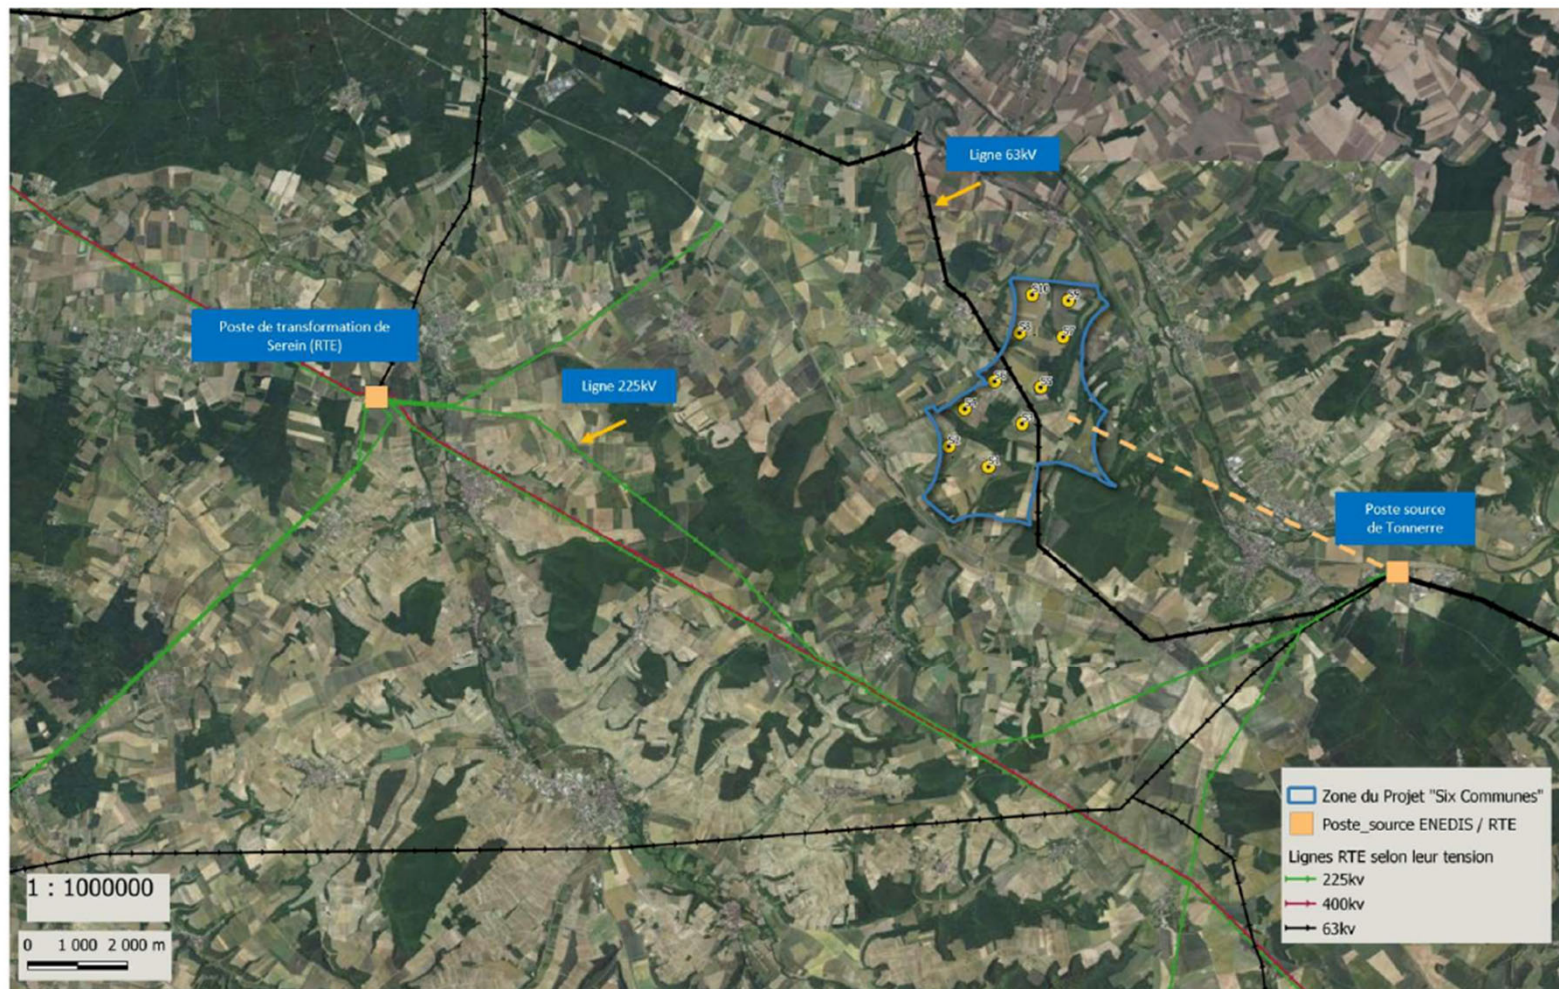 Ligne 63kV
Poste de transformation de
Serein (RTE)
Ligne 225kV
Poste source
de Tonnerre
Zone du Projet "Six Communes"
Poste_source ENEDIS / RTE
Lignes RTE selon leur tension
225kv
400kv
63kv
1 : 1000000
0 1 000 2 000 m